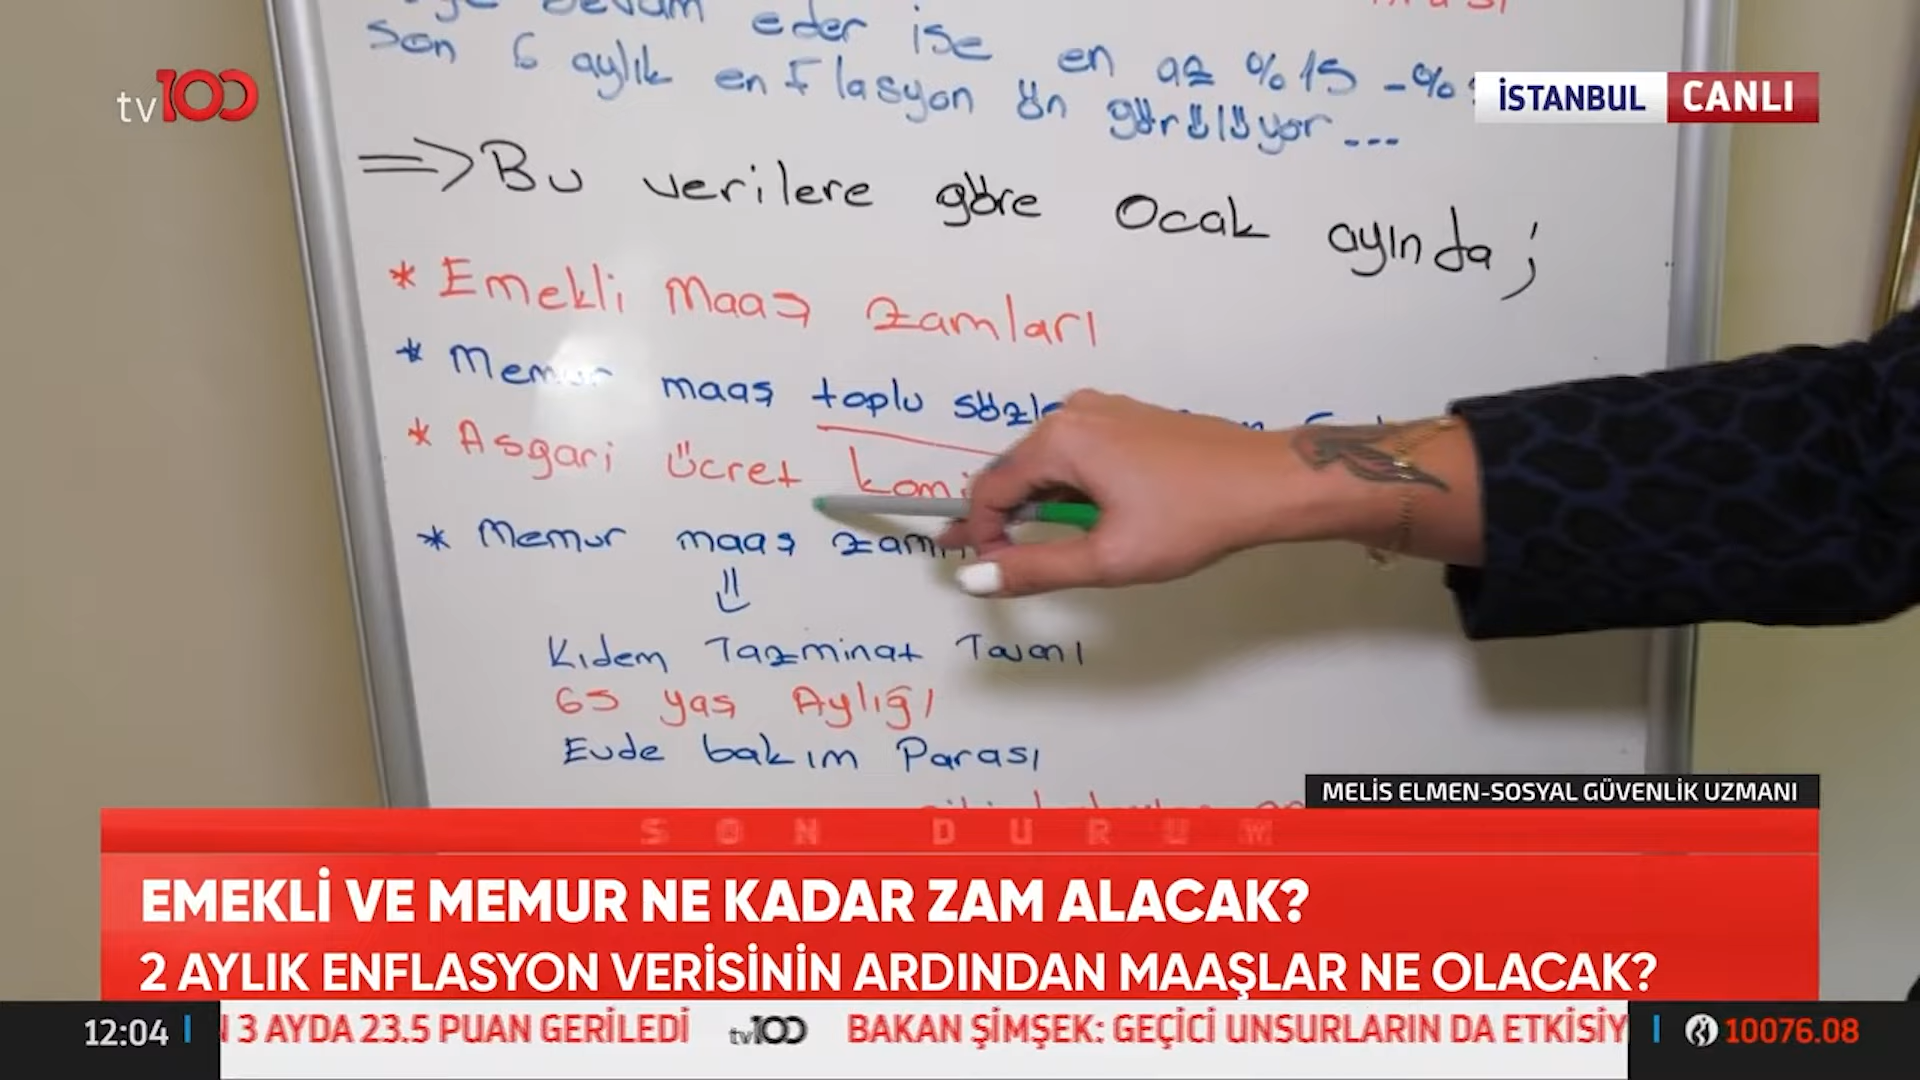 devam eder ise en az %15 - %
son 6 aylık enflasyon ön görülüyor...
tv100
İSTANBUL CANLI
=> Bu verilere göre Ocak ayında;
* Emekli Maaş zamları
* Memur maaş toplu
* Asgari ücret
* Memur maaş
Kıdem Tazminat Tavanı
65 yaş Aylığı
Evde bakım Parası
MELİS ELMEN-SOSYAL GÜVENLİK UZMANI
SON DURUM
EMEKLİ VE MEMUR NE KADAR ZAM ALACAK?
2 AYLIK ENFLASYON VERİSİNİN ARDINDAN MAAŞLAR NE OLACAK?
12:04 N 3 AYDA 23.5 PUAN GERİLEDİ tv100 BAKAN ŞİMŞEK: GEÇİCİ UNSURLARIN DA ETKİSİY 10076.08